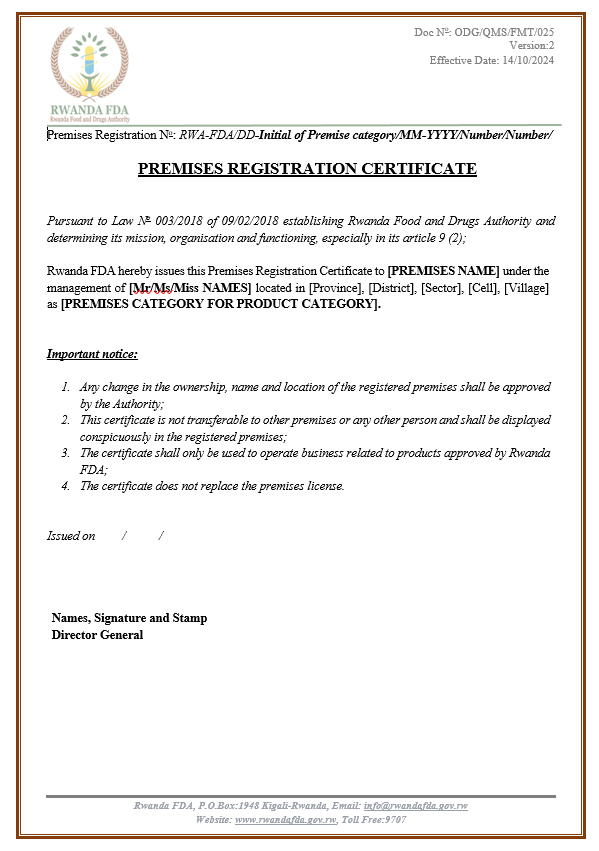 Doc Nº: ODG/QMS/FMT/025
Version:2
Effective Date: 14/10/2024
RWANDA FDA
Rwanda Food and Drugs Authority
Premises Registration Nº: RWA-FDA/DD-Initial of Premise category/MM-YYYY/Number/Number/
PREMISES REGISTRATION CERTIFICATE
Pursuant to Law Nº 003/2018 of 09/02/2018 establishing Rwanda Food and Drugs Authority and
determining its mission, organisation and functioning, especially in its article 9 (2);
Rwanda FDA hereby issues this Premises Registration Certificate to [PREMISES NAME] under the
management of [Mr/Ms/Miss NAMES] located in [Province], [District], [Sector], [Cell], [Village]
as [PREMISES CATEGORY FOR PRODUCT CATEGORY].
Important notice:
1. Any change in the ownership, name and location of the registered premises shall be approved
by the Authority;
2. This certificate is not transferable to other premises or any other person and shall be displayed
conspicuously in the registered premises;
3. The certificate shall only be used to operate business related to products approved by Rwanda
FDA;
4. The certificate does not replace the premises license.
Issued on / /
Names, Signature and Stamp
Director General
Rwanda FDA, P.O.Box:1948 Kigali-Rwanda, Email: info@rwandafda.gov.rw
Website: www.rwandafda.gov.rw, Toll Free:9707